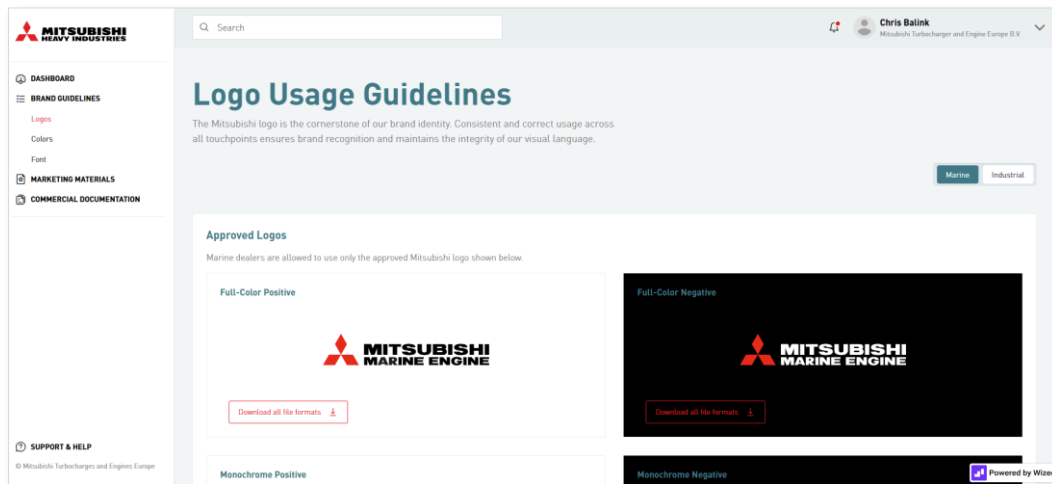 MITSUBISHI
HEAVY INDUSTRIES
Search
Chris Balink
Mitsubishi Turbocharger and Engine Europe B.V.
DASHBOARD
BRAND GUIDELINES
Logos
Colors
Font
MARKETING MATERIALS
COMMERCIAL DOCUMENTATION
Logo Usage Guidelines
The Mitsubishi logo is the cornerstone of our brand identity. Consistent and correct usage across
all touchpoints ensures brand recognition and maintains the integrity of our visual language.
Marine
Industrial
Approved Logos
Marine dealers are allowed to use only the approved Mitsubishi logo shown below.
Full-Color Positive
MITSUBISHI
MARINE ENGINE
Download all file formats
Full-Color Negative
MITSUBISHI
MARINE ENGINE
Download all file formats
Monochrome Positive
Monochrome Negative
SUPPORT & HELP
© Mitsubishi Turbocharges and Engines Europe
Powered by Wizer